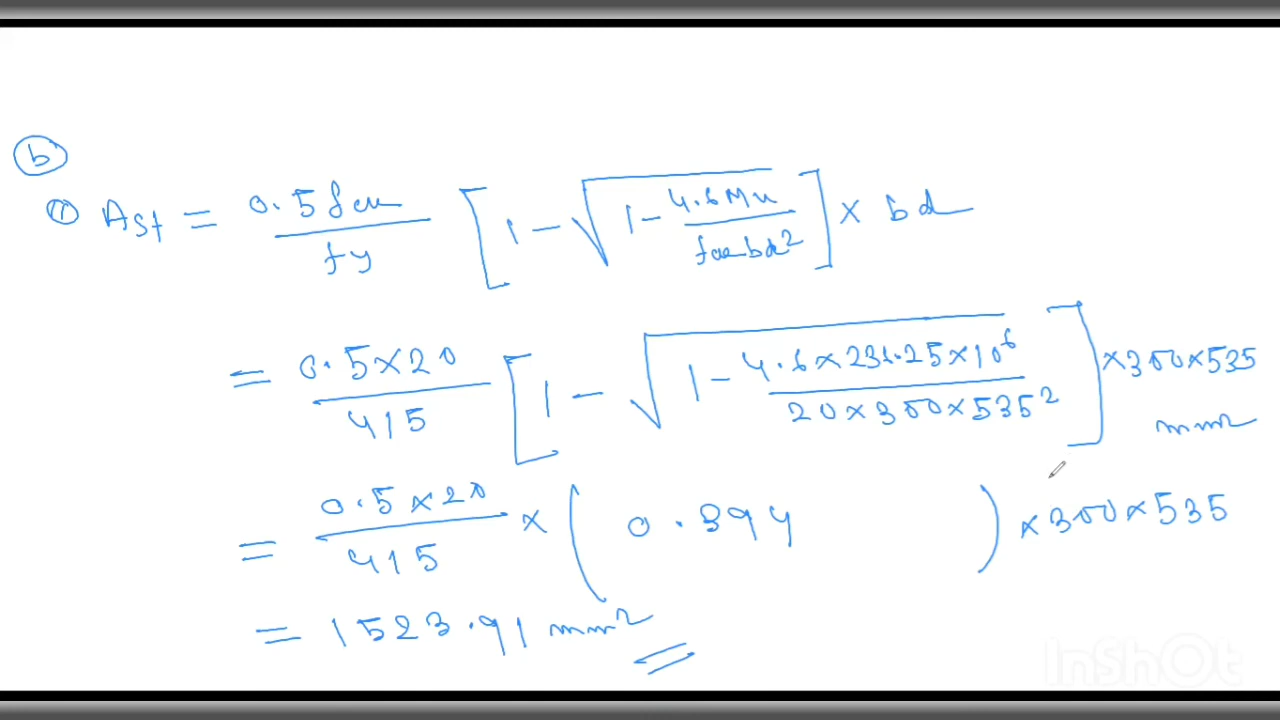 b
① Ast = 0.5 fck / fy [ 1 - √( 1 - 4.6 Mu / fck bd² ) ] × bd
= 0.5×20 / 415 [ 1 - √( 1 - 4.6×231.25×10⁶ / 20×300×535² ) ] ×300×535
mm²
= 0.5×20 / 415 × ( 0.394 ) ×300×535
= 1523.91 mm²
InShOt